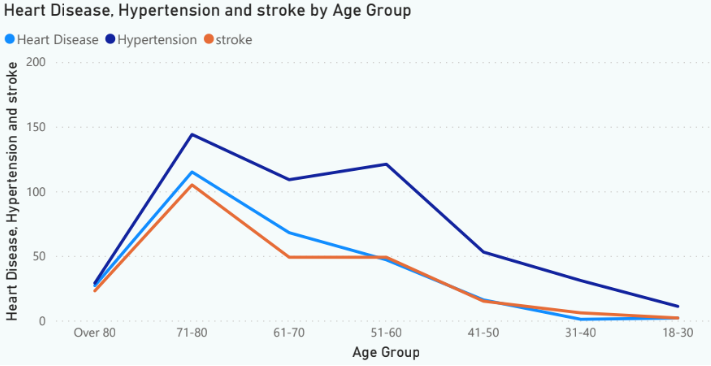 Heart Disease, Hypertension and stroke by Age Group
Heart Disease Hypertension stroke
Heart Disease, Hypertension and stroke
200
150
100
50
0
Over 80 71-80 61-70 51-60 41-50 31-40 18-30
Age Group